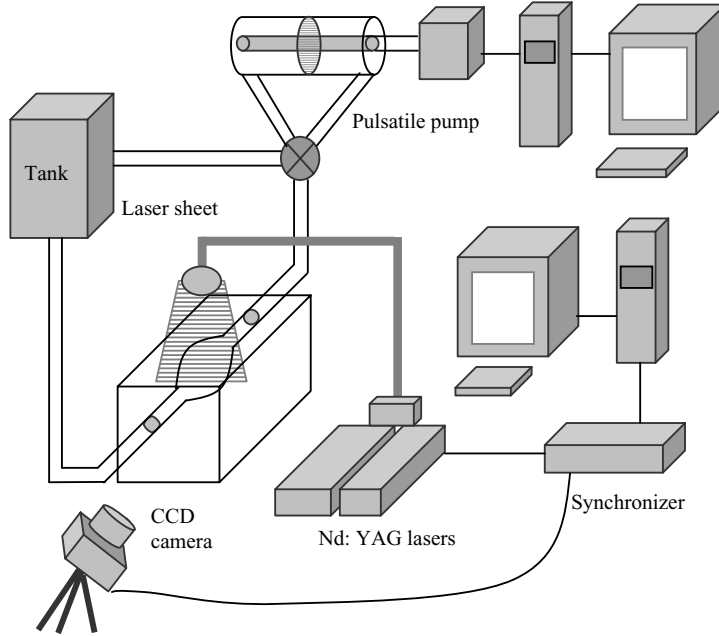 Pulsatile pump
Tank
Laser sheet
CCD
camera
Nd: YAG lasers
Synchronizer